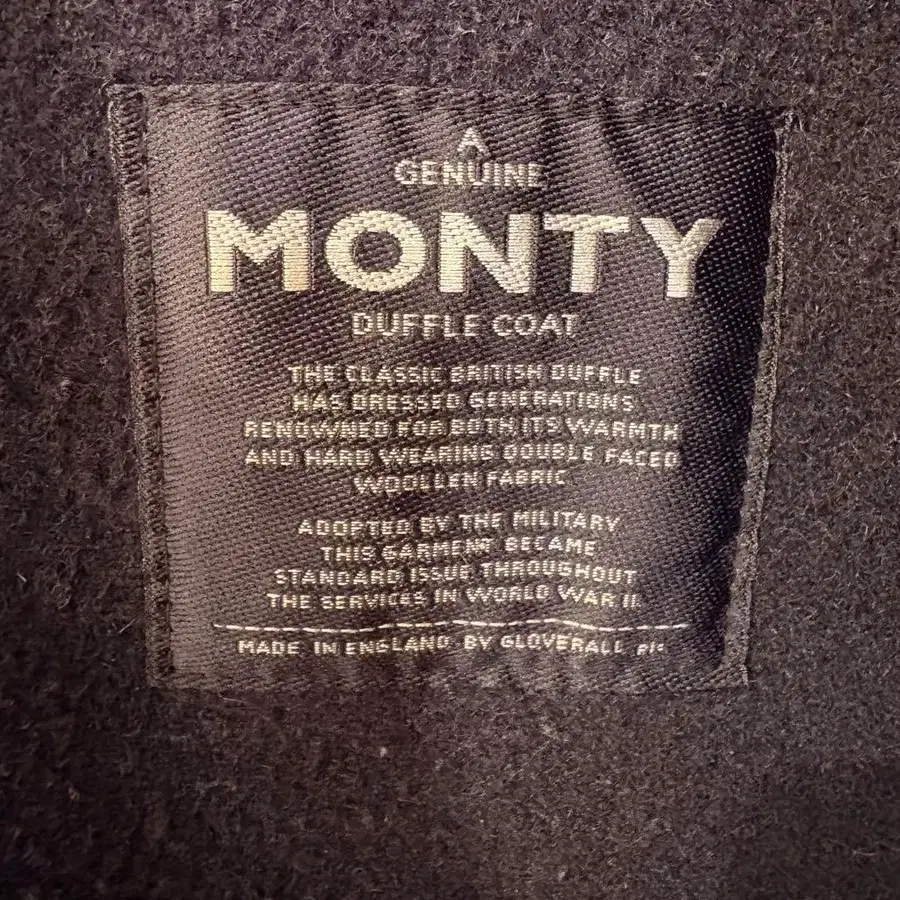 A
GENUINE
MONTY
DUFFLE COAT
THE CLASSIC BRITISH DUFFLE
HAS DRESSED GENERATIONS
RENOWNED FOR BOTH ITS WARMTH
AND HARD WEARING DOUBLE FACED
WOOLLEN FABRIC
ADOPTED BY THE MILITARY
THIS GARMENT BECAME
STANDARD ISSUE THROUGHOUT
THE SERVICES IN WORLD WAR II.
MADE IN ENGLAND BY GLOVERALL plc